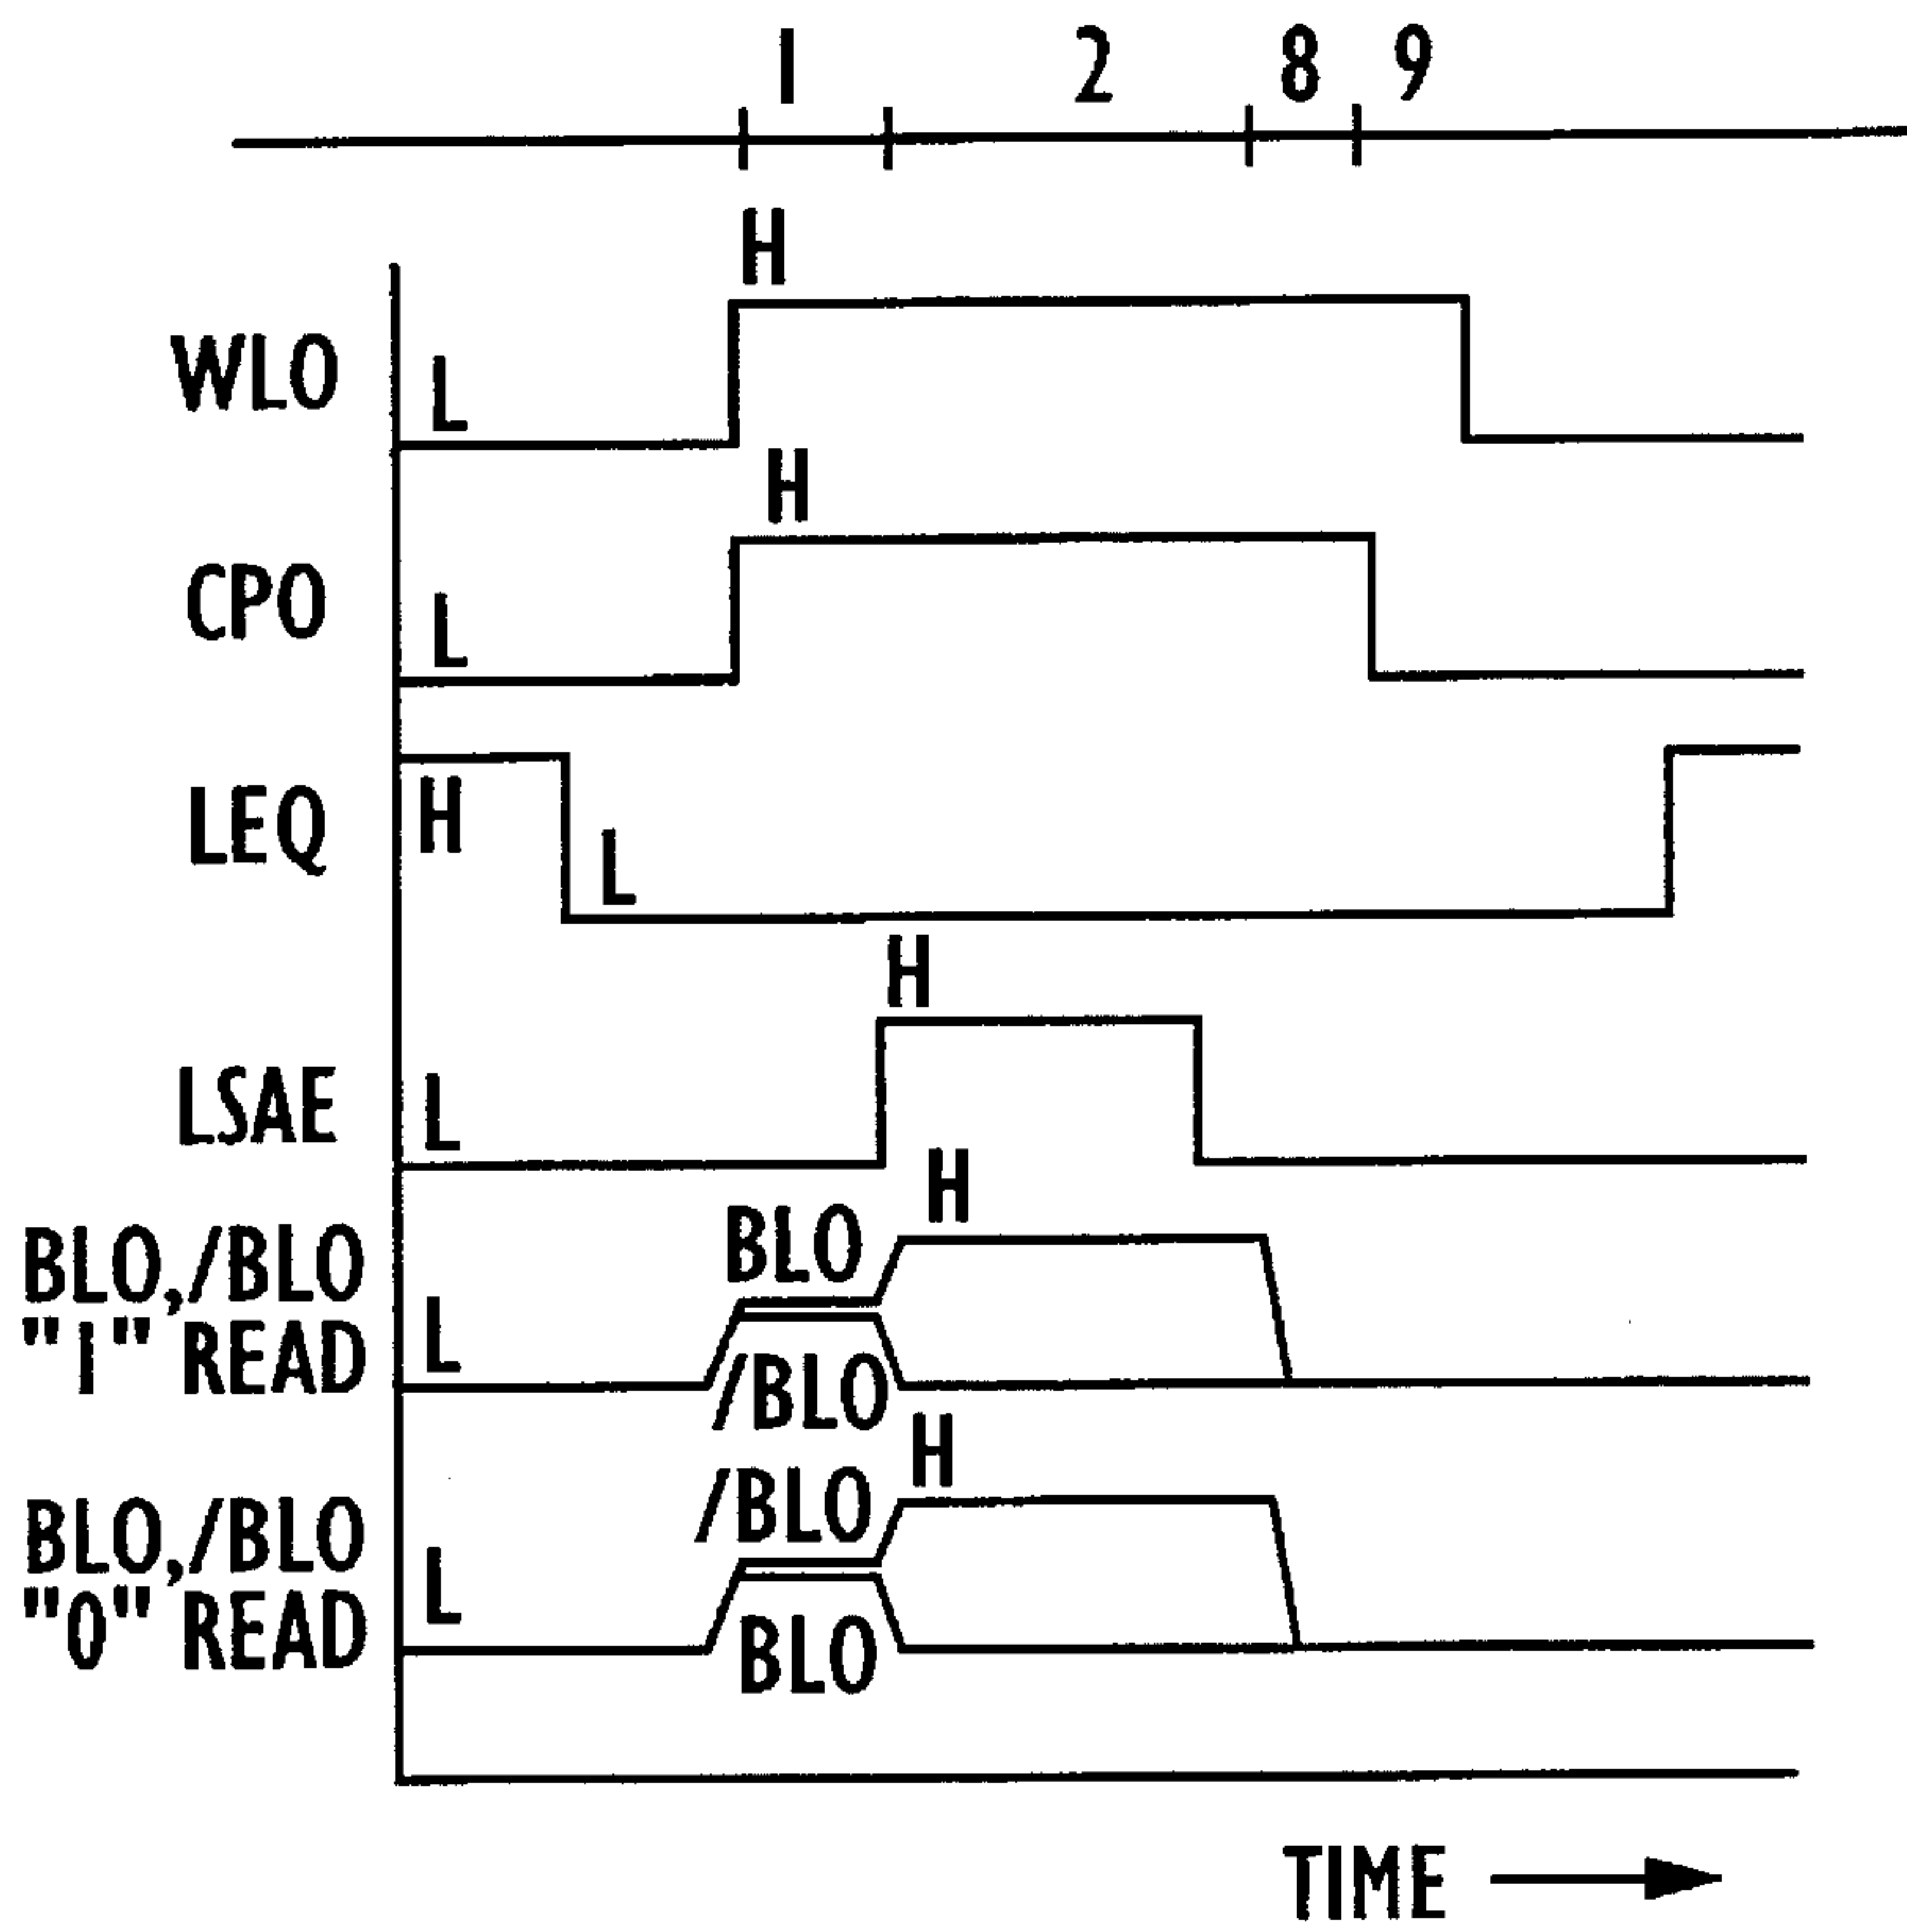 1 2 8 9
H
WLO L
H
CPO L
LEQ H L
H
LSAE L
H
BLO,/BLO "1" READ L BLO /BLO
H
BLO,/BLO "0" READ L /BLO BLO
TIME